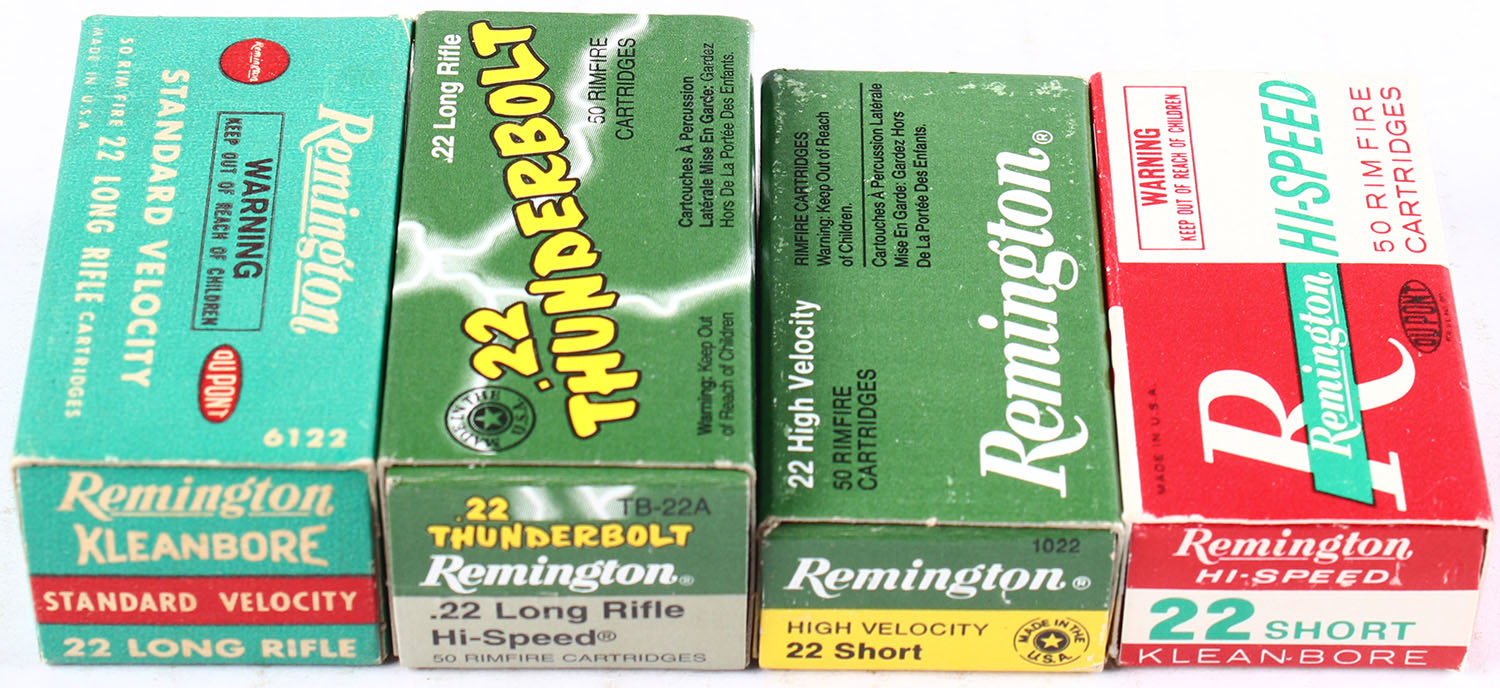 Remington
Remington
WARNING
KEEP OUT OF REACH OF CHILDREN
DU PONT
STANDARD VELOCITY
50 RIM FIRE 22 LONG RIFLE CARTRIDGES
MADE IN U.S.A
6122
Remington
KLEANBORE
STANDARD VELOCITY
22 LONG RIFLE
.22 Long Rifle
.22
THUNDERBOLT
MADE IN THE USA
50 RIMFIRE
CARTRIDGES
Cartouches À Percussion
Latérale Mise En Garde: Gardez
Hors De La Portée Des Enfants.
Warning: Keep Out
of Reach of Children
.22
TB-22A
THUNDERBOLT
Remington®
.22 Long Rifle
Hi-Speed®
50 RIMFIRE CARTRIDGES
22 High Velocity
50 RIMFIRE
CARTRIDGES
RIMFIRE CARTRIDGES
Warning: Keep Out of Reach
of Children.
Cartouches À Percussion Latérale
Mise En Garde: Gardez Hors
De La Portée Des Enfants.
Remington®
1022
Remington®
HIGH VELOCITY
22 Short
MADE IN THE
U.S.A.
WARNING
KEEP OUT OF REACH OF CHILDREN
HI-SPEED
50 RIM FIRE
CARTRIDGES
R
Remington
DU PONT
MADE IN U.S.A.
Remington
HI-SPEED
22 SHORT
KLEAN-BORE